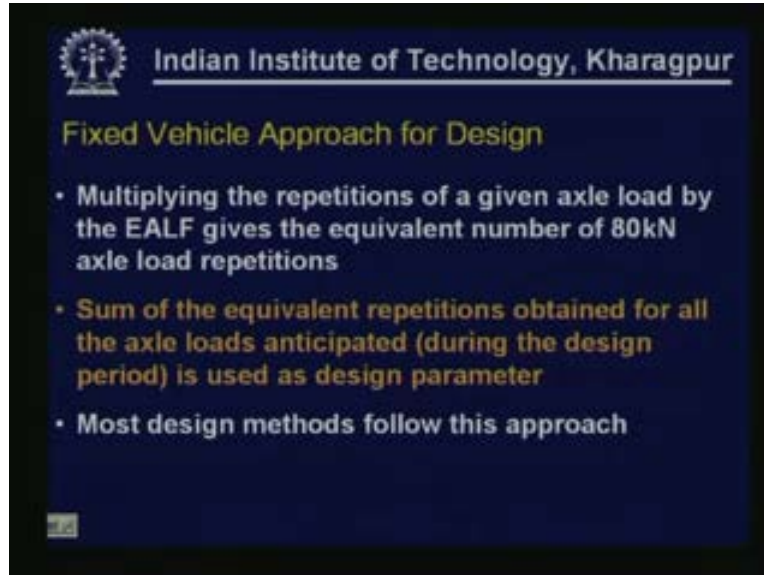 Indian Institute of Technology, Kharagpur
Fixed Vehicle Approach for Design
• Multiplying the repetitions of a given axle load by
the EALF gives the equivalent number of 80kN
axle load repetitions
• Sum of the equivalent repetitions obtained for all
the axle loads anticipated (during the design
period) is used as design parameter
• Most design methods follow this approach